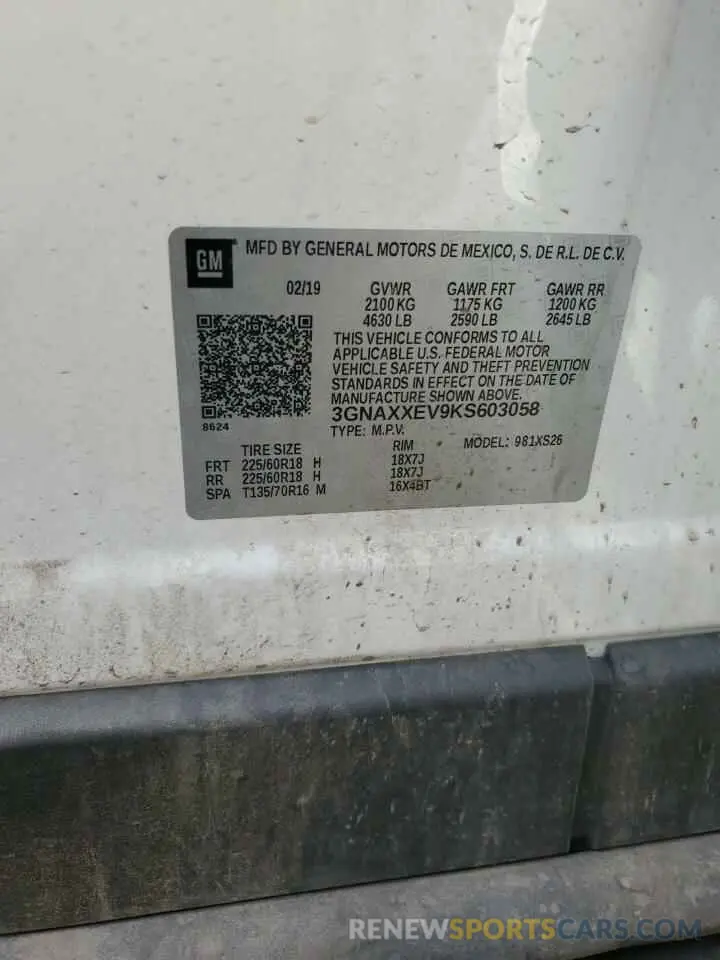 GM MFD BY GENERAL MOTORS DE MEXICO, S. DE R.L. DE C.V.
02/19 GVWR GAWR FRT GAWR RR
2100 KG 1175 KG 1200 KG
4630 LB 2590 LB 2645 LB
THIS VEHICLE CONFORMS TO ALL
APPLICABLE U.S. FEDERAL MOTOR
VEHICLE SAFETY AND THEFT PREVENTION
STANDARDS IN EFFECT ON THE DATE OF
MANUFACTURE SHOWN ABOVE.
3GNAXXEV9KS603058
8624
TYPE: M.P.V. MODEL: 981XS26
TIRE SIZE RIM
FRT 225/60R18 H 18X7J
RR 225/60R18 H 18X7J
SPA T135/70R16 M 16X4BT
RENEWSPORTSCARS.COM